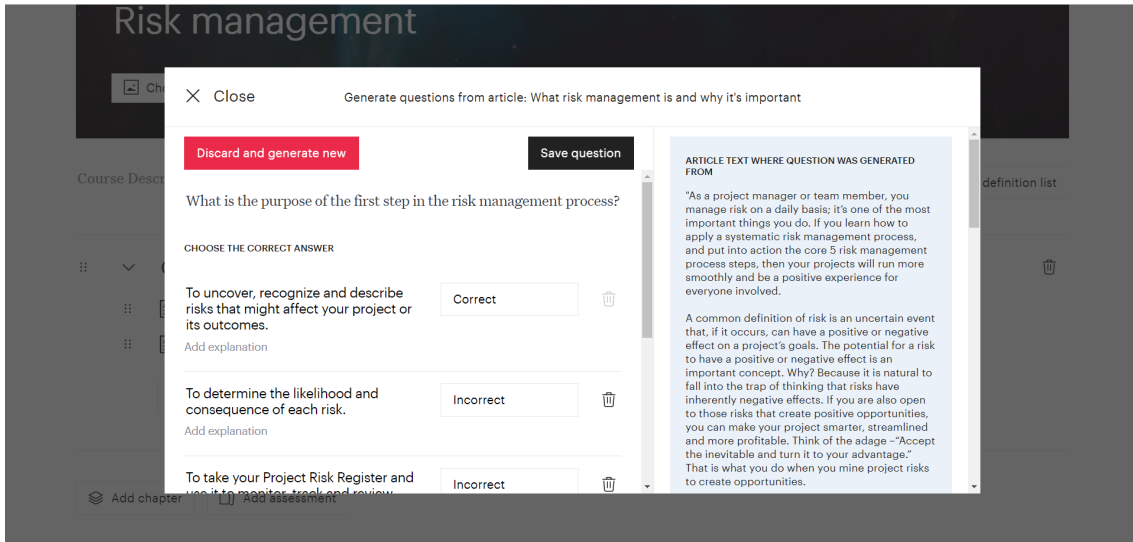 Risk management
Cho
Close
Generate questions from article: What risk management is and why it's important
Discard and generate new
Save question
What is the purpose of the first step in the risk management process?
CHOOSE THE CORRECT ANSWER
To uncover, recognize and describe
risks that might affect your project or
its outcomes.
Correct
Add explanation
To determine the likelihood and
consequence of each risk.
Incorrect
Add explanation
To take your Project Risk Register and
use it to monitor, track and review
Incorrect
ARTICLE TEXT WHERE QUESTION WAS GENERATED
FROM
"As a project manager or team member, you
manage risk on a daily basis; it's one of the most
important things you do. If you learn how to
apply a systematic risk management process,
and put into action the core 5 risk management
process steps, then your projects will run more
smoothly and be a positive experience for
everyone involved.
A common definition of risk is an uncertain event
that, if it occurs, can have a positive or negative
effect on a project's goals. The potential for a risk
to have a positive or negative effect is an
important concept. Why? Because it is natural to
fall into the trap of thinking that risks have
inherently negative effects. If you are also open
to those risks that create positive opportunities,
you can make your project smarter, streamlined
and more profitable. Think of the adage –"Accept
the inevitable and turn it to your advantage."
That is what you do when you mine project risks
to create opportunities.
Course Descr
definition list
Add chapter
Add assessment